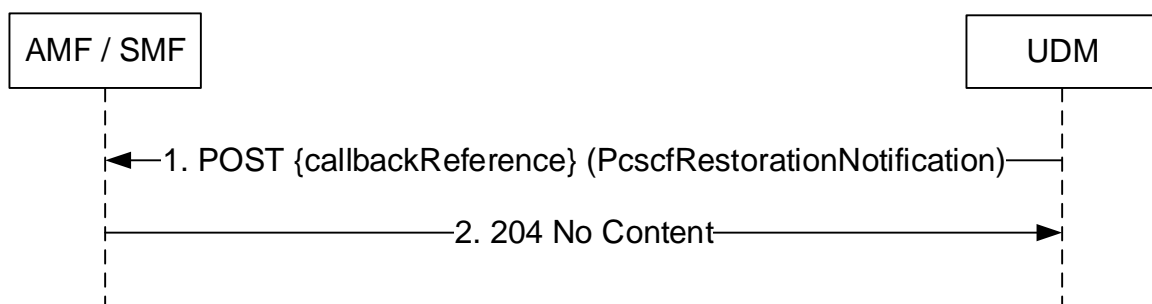 AMF / SMF
UDM
1. POST {callbackReference} (PcscfRestorationNotification)
2. 204 No Content